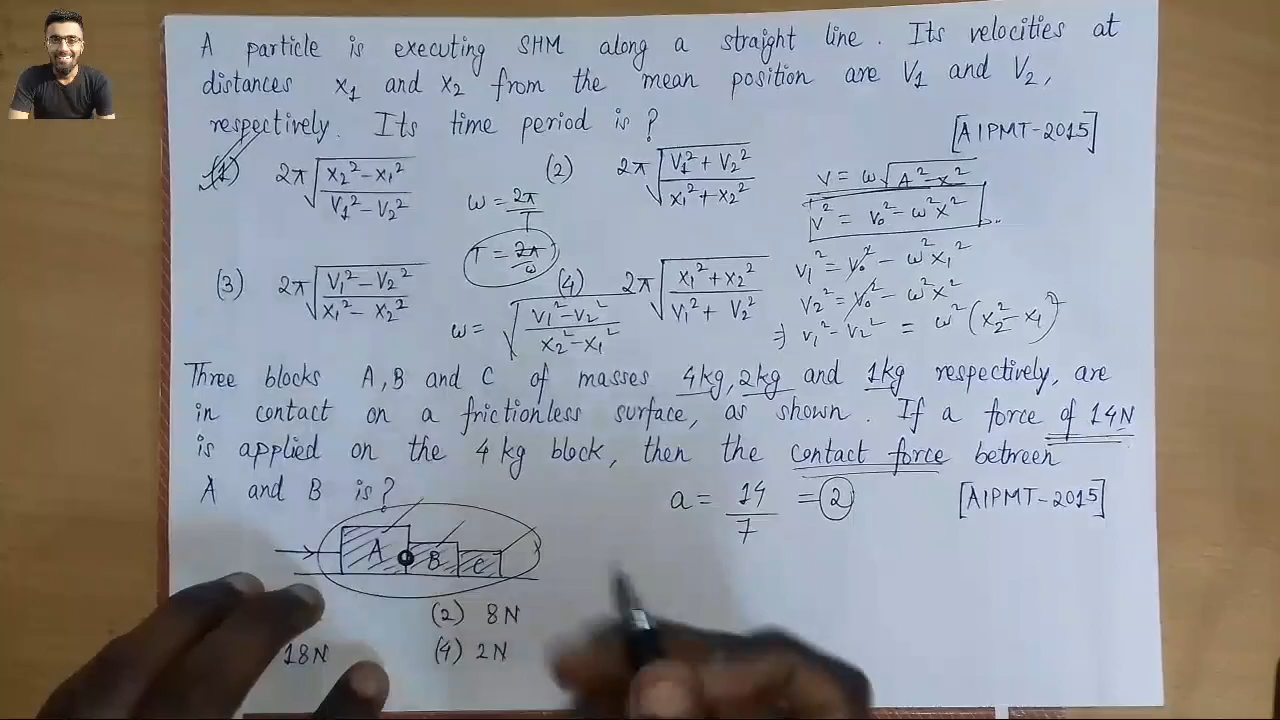 A particle is executing SHM along a straight line. Its velocities at
distances x₁ and x₂ from the mean position are V₁ and V₂,
respectively. Its time period is?
[AIPMT-2015]
(1) 2π√((x₂²-x₁²)/(V₁²-V₂²))
(2) 2π√((V₁²+V₂²)/(x₁²+x₂²))
ω = 2π/T
T = 2π/ω
V = ω√(A²-x²)
V² = V₀²-ω²x²
(3) 2π√((V₁²-V₂²)/(x₁²-x₂²))
(4) 2π√((x₁²+x₂²)/(V₁²+V₂²))
ω = √((V₁²-V₂²)/(x₂²-x₁²))
V₁² = V₀² - ω²x₁²
V₂² = V₀² - ω²x²
⇒ V₁²-V₂² = ω²(x₂²-x₁²)
Three blocks A,B and C of masses 4kg,2kg and 1kg respectively, are
in contact on a frictionless surface, as shown. If a force of 14N
is applied on the 4 kg block, then the contact force between
A and B is?
a = 14/7 = 2
[AIPMT-2015]
A B C
(2) 8N
18N
(4) 2N